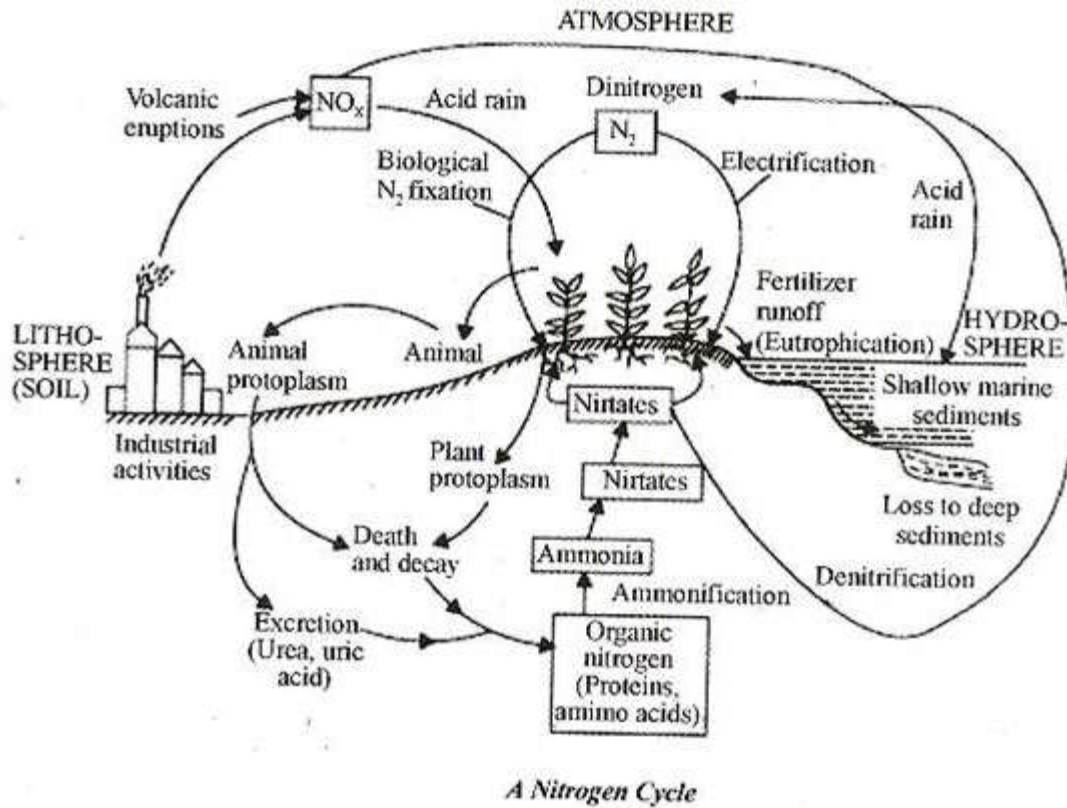 ATMOSPHERE
Volcanic
eruptions
NOx
Acid rain
Dinitrogen
N2
Biological
N2 fixation
Electrification
Acid
rain
Fertilizer
runoff
(Eutrophication)
HYDRO-
SPHERE
LITHO-
SPHERE
(SOIL)
Animal
protoplasm
Animal
Shallow marine
sediments
Industrial
activities
Nirtates
Plant
protoplasm
Nirtates
Loss to deep
sediments
Death
and decay
Ammonia
Denitrification
Ammonification
Excretion
(Urea, uric
acid)
Organic
nitrogen
(Proteins,
amimo acids)
A Nitrogen Cycle